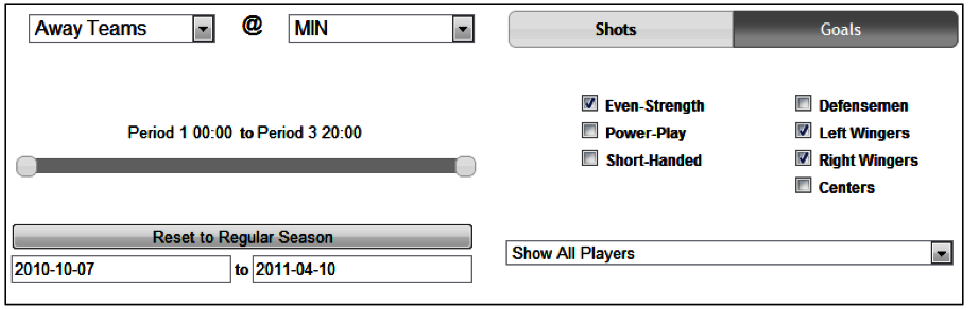 Away Teams @ MIN
Shots Goals
Even-Strength
Power-Play
Short-Handed
Defensemen
Left Wingers
Right Wingers
Centers
Period 1 00:00 to Period 3 20:00
Reset to Regular Season
2010-10-07 to 2011-04-10
Show All Players